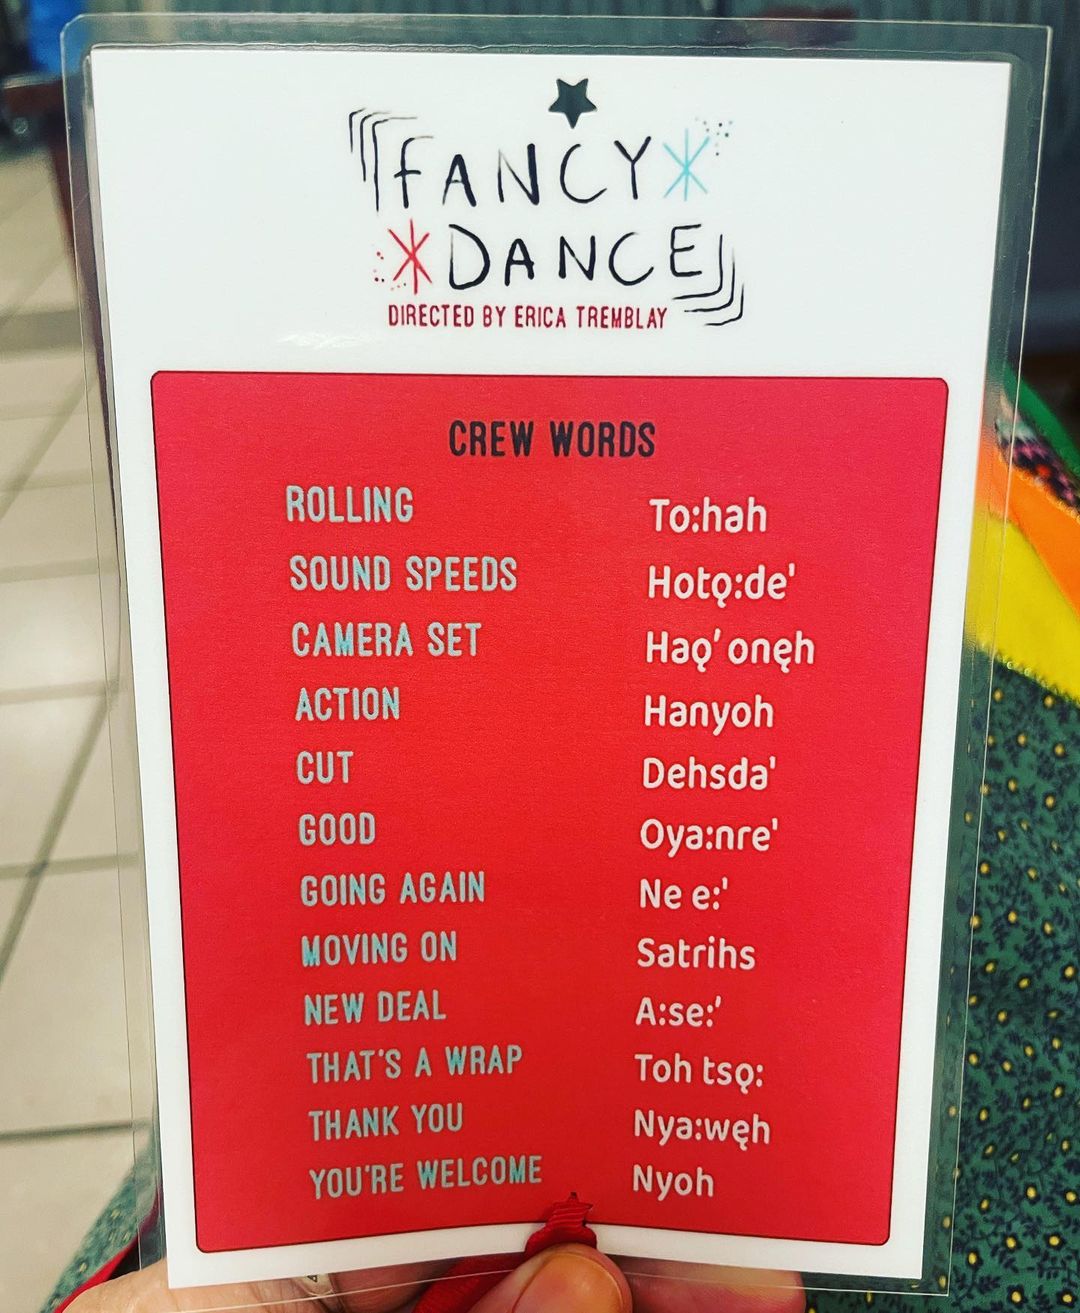 FANCY
DANCE
DIRECTED BY ERICA TREMBLAY
CREW WORDS
ROLLING To:hah
SOUND SPEEDS Hotǫ:de'
CAMERA SET Haǫ' onęh
ACTION Hanyoh
CUT Dehsda'
GOOD Oya:nre'
GOING AGAIN Ne e:'
MOVING ON Satrihs
NEW DEAL A:se:'
THAT'S A WRAP Toh tsǫ:
THANK YOU Nya:węh
YOU'RE WELCOME Nyoh